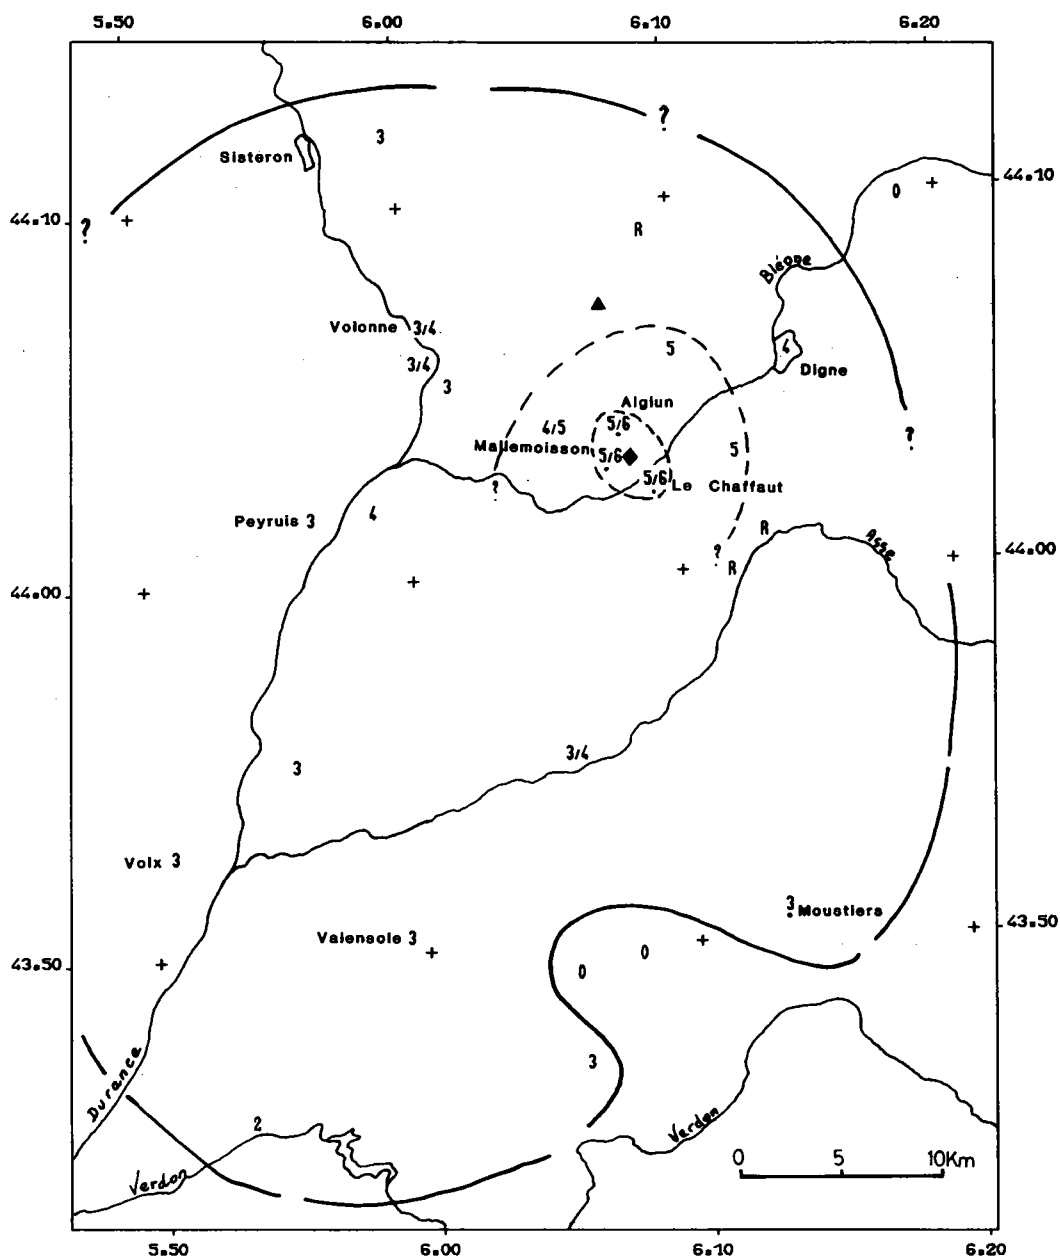 5.50 6.00 6.10 6.20
3
?
Sisteron
44.10
0
44.10
?
R
Bléone
Volonne 3/4
3/4
3
5
4
Digne
Aiglun
4/5
5/6
Mallemoisson
5/6
5
?
5/6
Le Chaffaut
?
Peyruis 3
4
R
Asse
?
R
44.00
44.00
3/4
3
Volx 3
3
Moustiers
43.50
Valensole 3
0
0
43.50
3
Durance
2
Verdon
Verdon
0 5 10Km
5.50 6.00 6.10 6.20